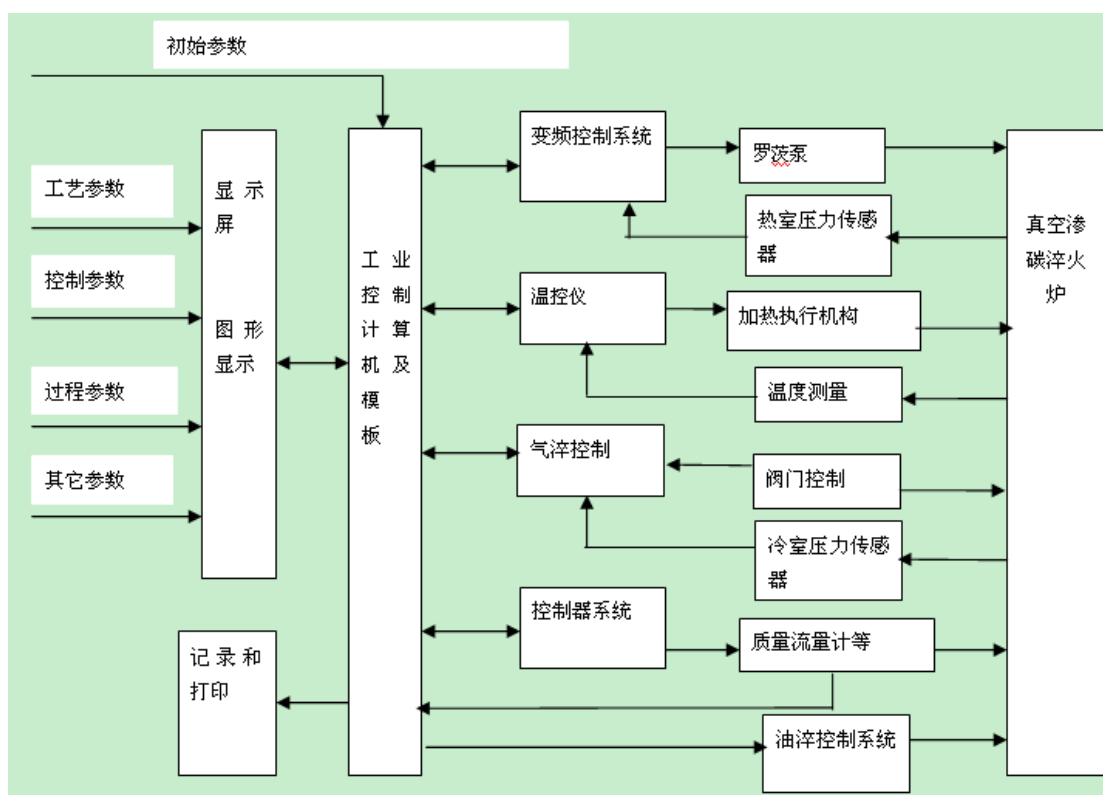 初始参数
工艺参数
控制参数
过程参数
其它参数
显示
屏
图形
显示
记录和
打印
工业
控制
计算
机及
模
板
变频控制系统
罗茨泵
热室压力传感
器
温控仪
加热执行机构
温度测量
气淬控制
阀门控制
冷室压力传感
器
控制器系统
质量流量计等
油淬控制系统
真空渗
碳淬火
炉